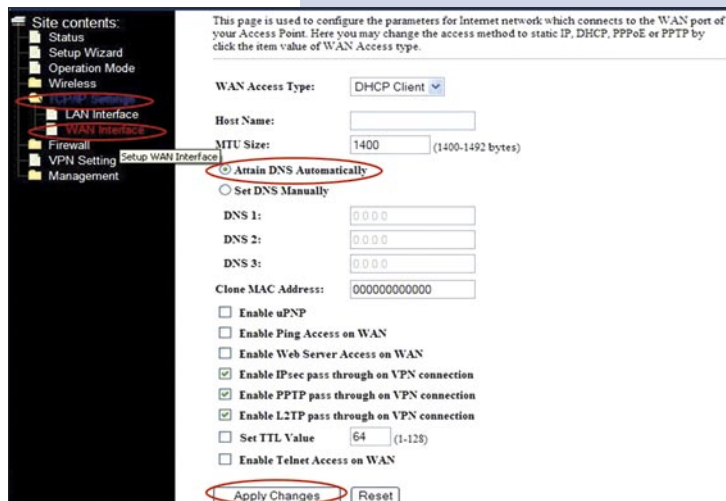 Site contents:
Status
Setup Wizard
Operation Mode
Wireless
TCP/IP Settings
LAN Interface
WAN Interface
Firewall
VPN Setting
Setup WAN Interface
Management
This page is used to configure the parameters for Internet network which connects to the WAN port of
your Access Point. Here you may change the access method to static IP, DHCP, PPPoE or PPTP by
click the item value of WAN Access type.
WAN Access Type: DHCP Client
Host Name:
MTU Size: 1400 (1400-1492 bytes)
Attain DNS Automatically
Set DNS Manually
DNS 1: 0.0.0.0
DNS 2: 0.0.0.0
DNS 3: 0.0.0.0
Clone MAC Address: 000000000000
Enable uPNP
Enable Ping Access on WAN
Enable Web Server Access on WAN
Enable IPsec pass through on VPN connection
Enable PPTP pass through on VPN connection
Enable L2TP pass through on VPN connection
Set TTL Value 64 (1-128)
Enable Telnet Access on WAN
Apply Changes Reset